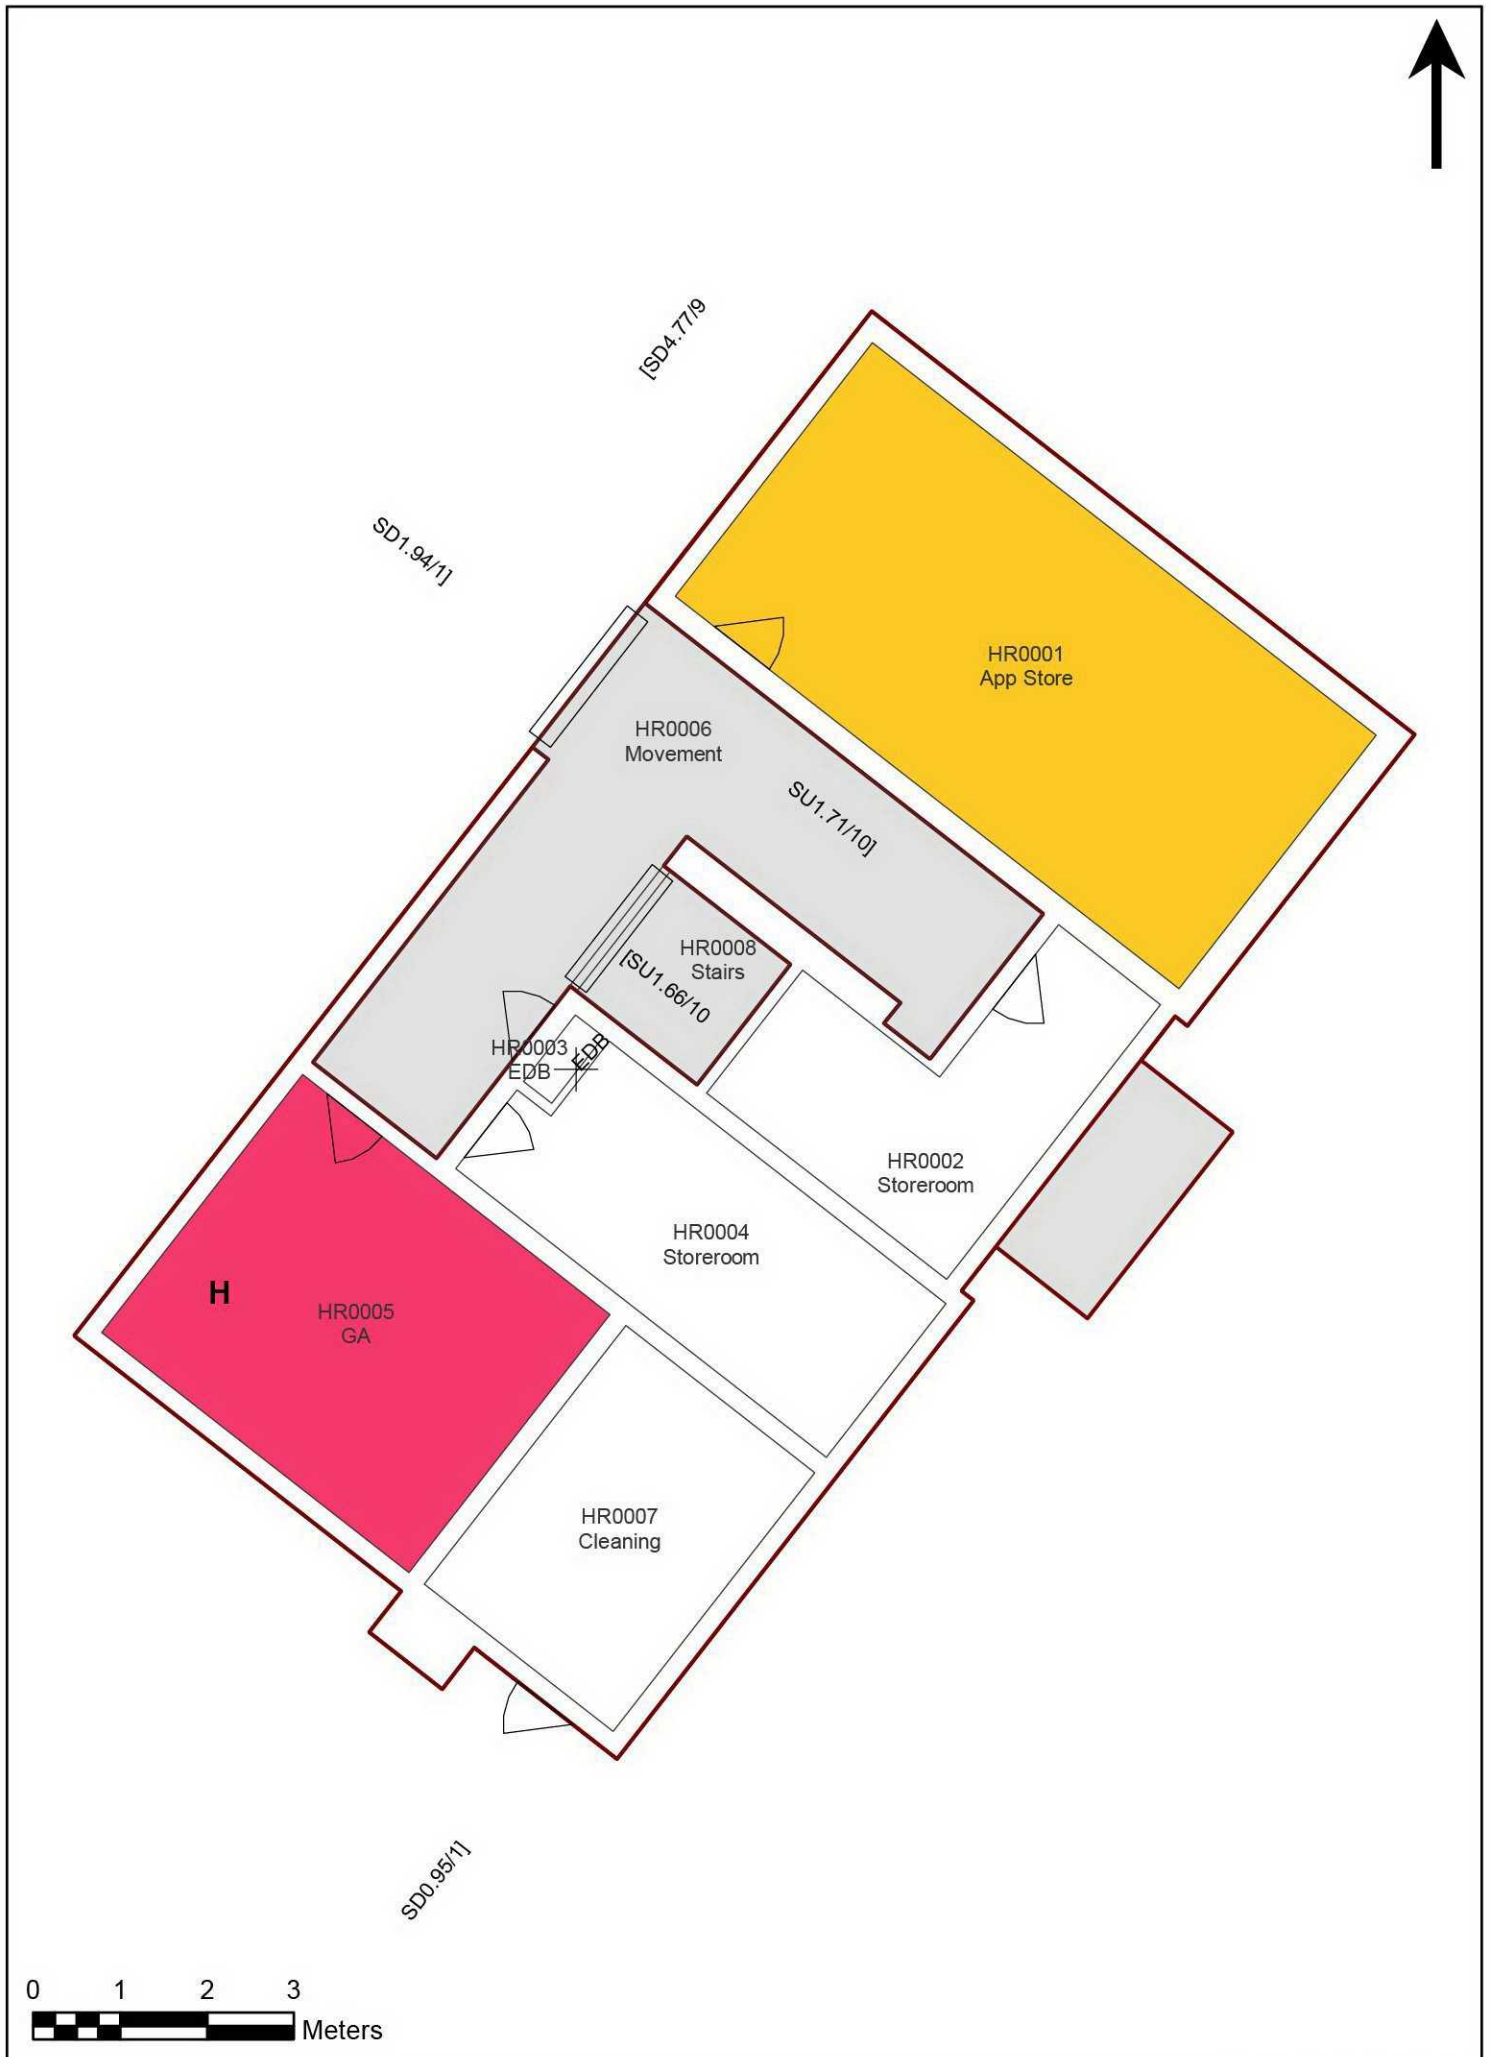 [SD4.77/9
SD1.94/1]
HR0001
App Store
HR0006
Movement
SU1.71/10]
HR0008
Stairs
[SU1.66/10
HR0003
EDB
EDB
HR0002
Storeroom
HR0004
Storeroom
H
HR0005
GA
HR0007
Cleaning
SD0.95/1]
0 1 2 3
Meters